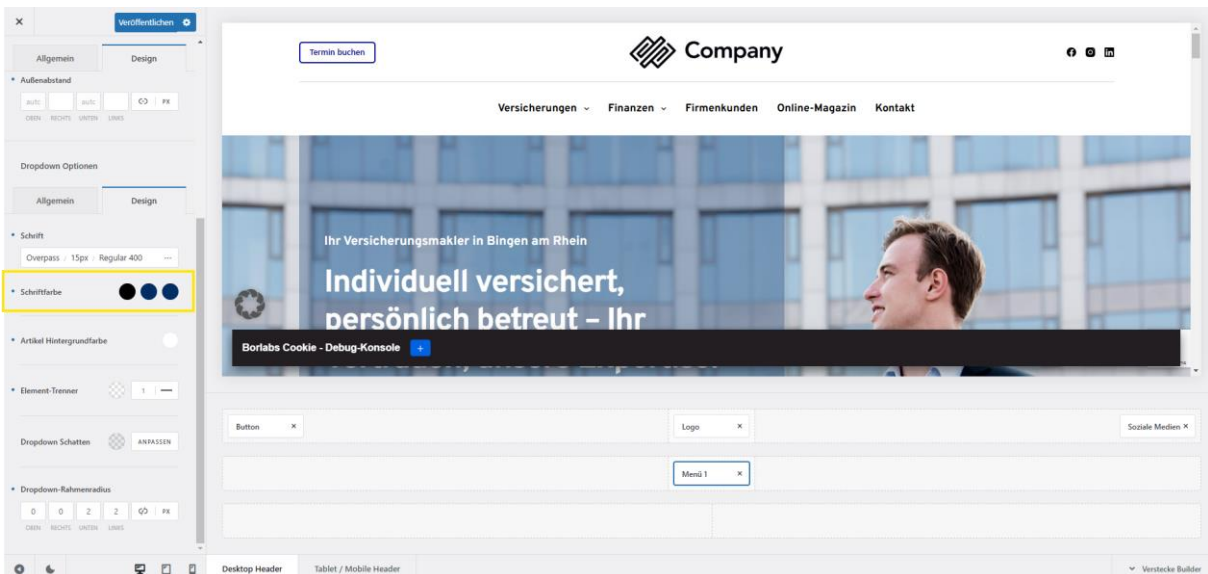 Veröffentlichen
Allgemein Design
Außenabstand
auto auto PX
OBEN RECHTS UNTEN LINKS
Dropdown Optionen
Allgemein Design
Schrift
Overpass / 15px / Regular 400
Schriftfarbe
Artikel Hintergrundfarbe
Element-Trenner 1
Dropdown Schatten ANPASSEN
Dropdown-Rahmenradius
0 0 2 2 PX
OBEN RECHTS UNTEN LINKS
Termin buchen
Company
Versicherungen Finanzen Firmenkunden Online-Magazin Kontakt
Ihr Versicherungsmakler in Bingen am Rhein
Individuell versichert,
persönlich betreut – Ihr
Borlabs Cookie - Debug-Konsole +
Button × Logo × Soziale Medien ×
Menü 1 ×
Desktop Header Tablet / Mobile Header Verstecke Builder